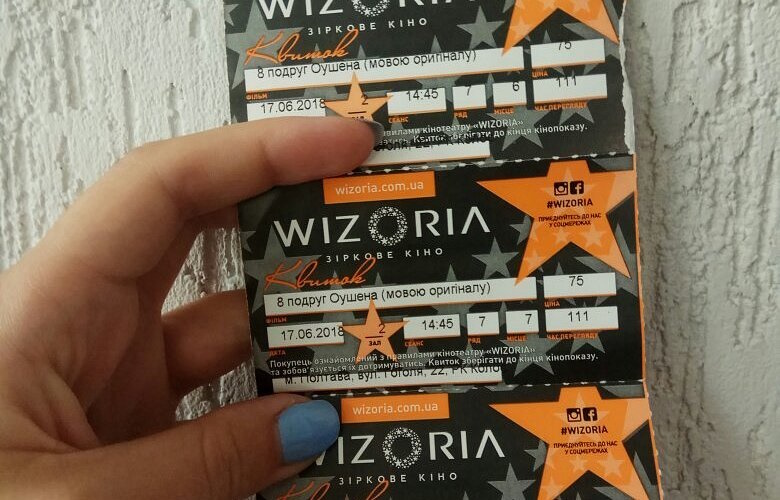 WIZORIA
ЗІРКОВЕ КІНО
Квиток
8 подруг Оушена (мовою оригіналу) 75
ФІЛЬМ ЦІНА
17.06.2018 2 14:45 7 6 111
ЗАЛ СЕАНС РЯД МІСЦЕ ЧАС ПЕРЕГЛЯДУ
правилами кінотеатру «WIZORIA»
Квиток зберігати до кінця кінопоказу.
wizoria.com.ua
#WIZORIA
ПРИЄДНУЙТЕСЬ ДО НАС
У СОЦМЕРЕЖАХ
WIZORIA
ЗІРКОВЕ КІНО
Квиток
8 подруг Оушена (мовою оригіналу) 75
ФІЛЬМ ЦІНА
17.06.2018 2 14:45 7 7 111
ДАТА ЗАЛ СЕАНС РЯД МІСЦЕ ЧАС ПЕРЕГЛЯДУ
Покупець ознайомлений з правилами кінотеатру «WIZORIA»
та зобов'язується їх дотримуватись. Квиток зберігати до кінця кінопоказу.
м. Полтава, вул. Гоголя, 22, РК Коло
wizoria.com.ua
#WIZORIA
ПРИЄДНУЙТЕСЬ ДО НАС
У СОЦМЕРЕЖАХ
WIZORIA
ЗІРКОВЕ КІНО